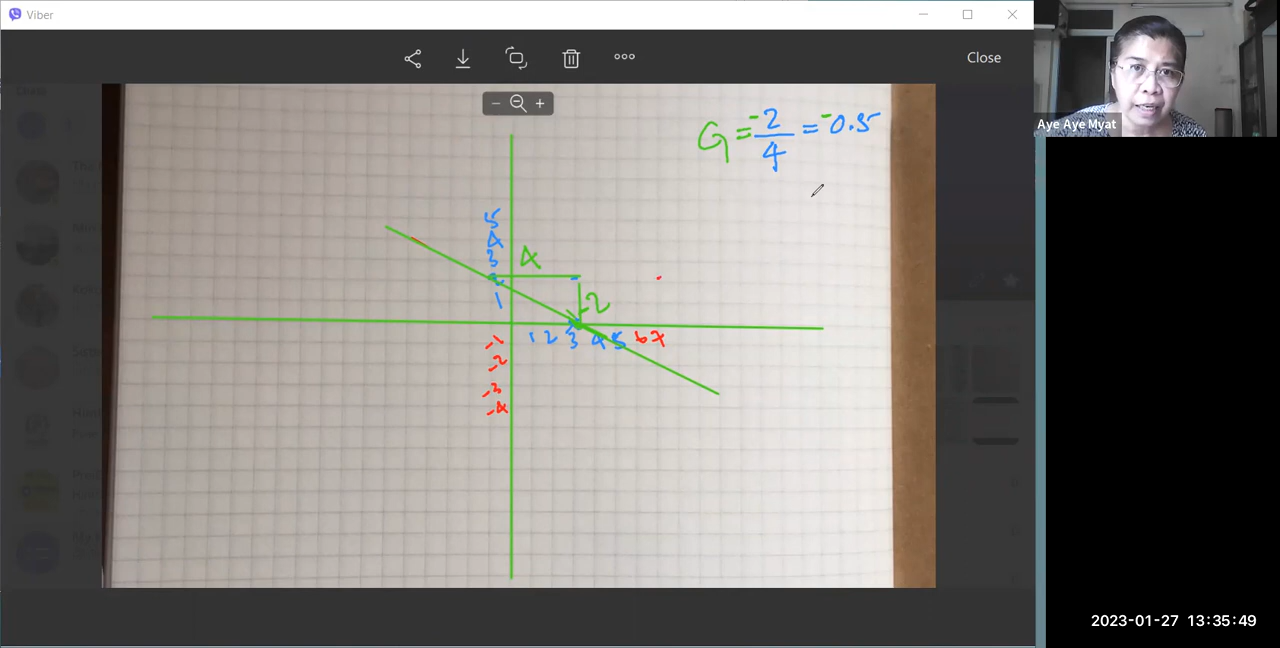 Viber
Close
Aye Aye Myat
G = -2/4 = -0.5
5
4
3
2
1
4
-2
1 2 3 4 5 6 7
-1
-2
-3
-4
2023-01-27 13:35:49